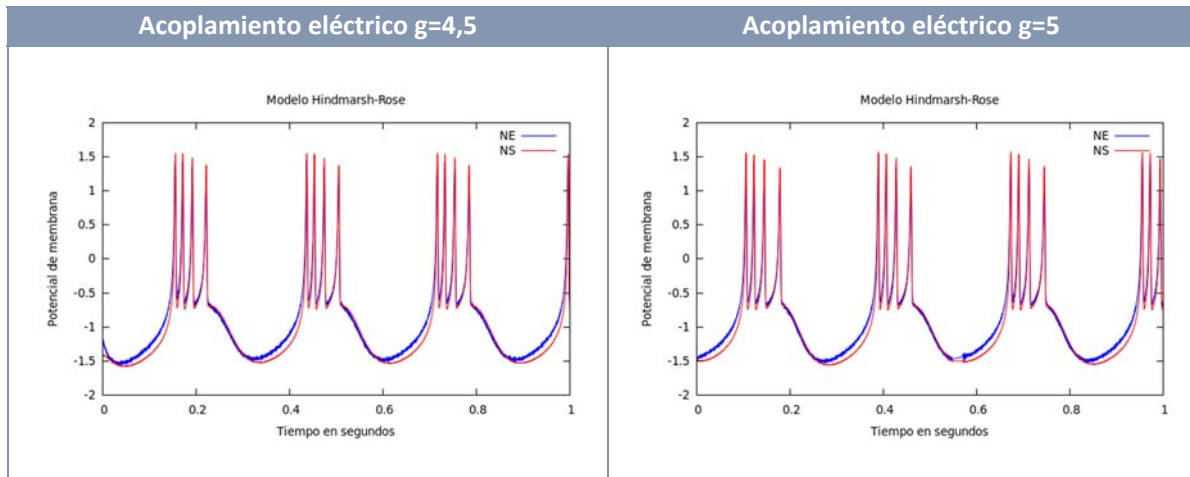 Acoplamiento eléctrico g=4,5
Acoplamiento eléctrico g=5
Modelo Hindmarsh-Rose
NE
NS
2
1.5
1
0.5
0
-0.5
-1
-1.5
-2
Potencial de membrana
0 0.2 0.4 0.6 0.8 1
Tiempo en segundos
Modelo Hindmarsh-Rose
NE
NS
2
1.5
1
0.5
0
-0.5
-1
-1.5
-2
Potencial de membrana
0 0.2 0.4 0.6 0.8 1
Tiempo en segundos